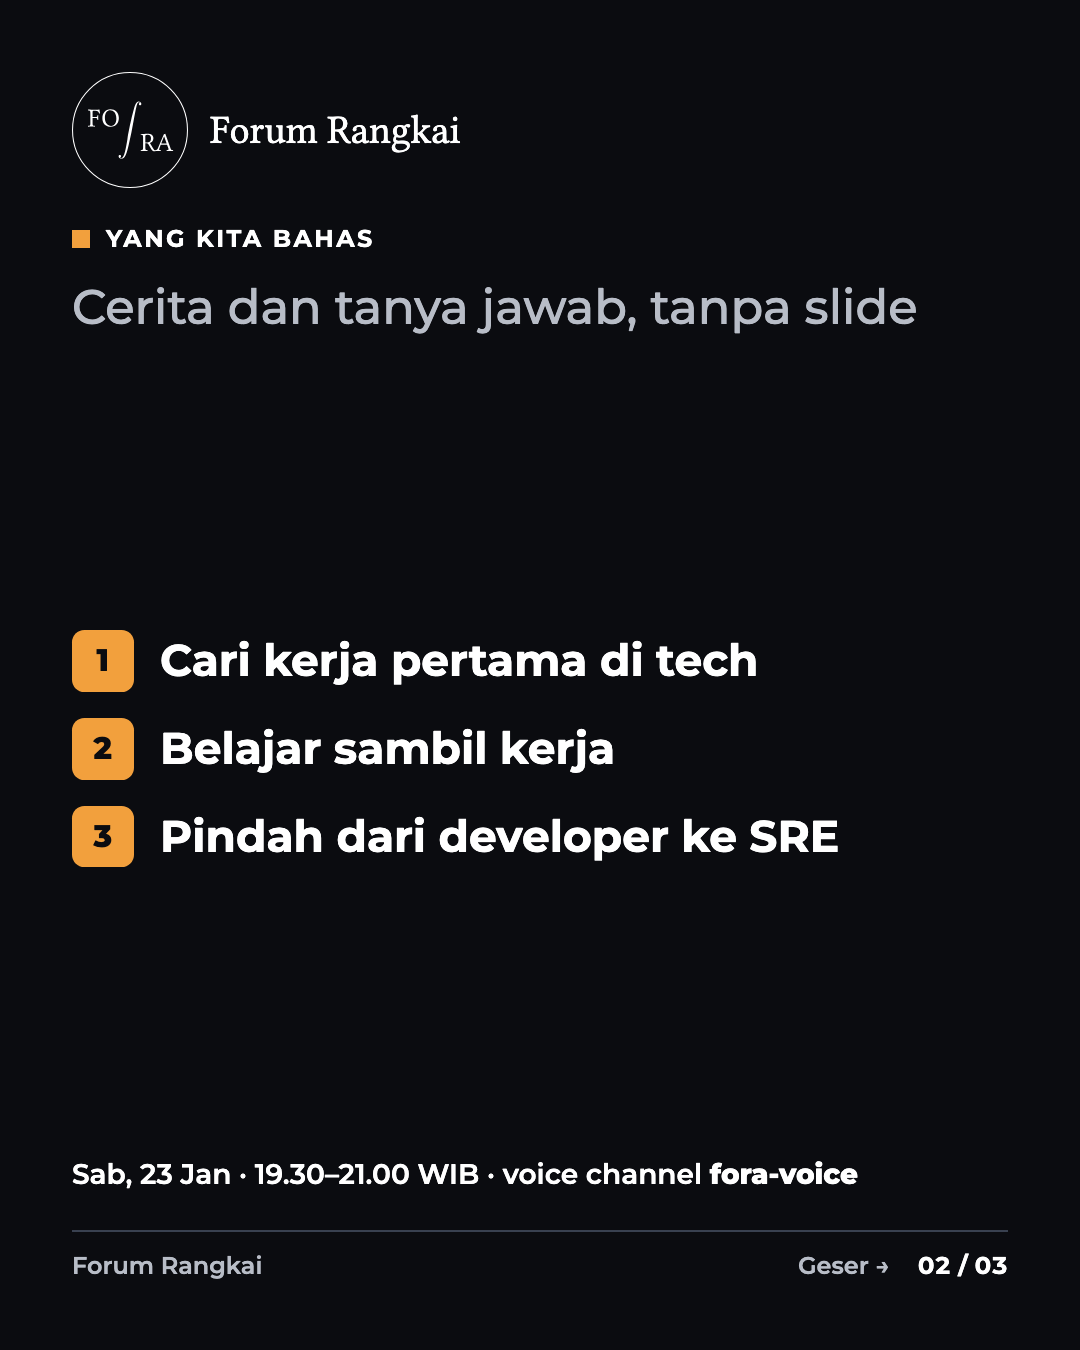 FO
RA
Forum Rangkai
YANG KITA BAHAS
Cerita dan tanya jawab, tanpa slide
1 Cari kerja pertama di tech
2 Belajar sambil kerja
3 Pindah dari developer ke SRE
Sab, 23 Jan · 19.30–21.00 WIB · voice channel fora-voice
Forum Rangkai
Geser → 02 / 03